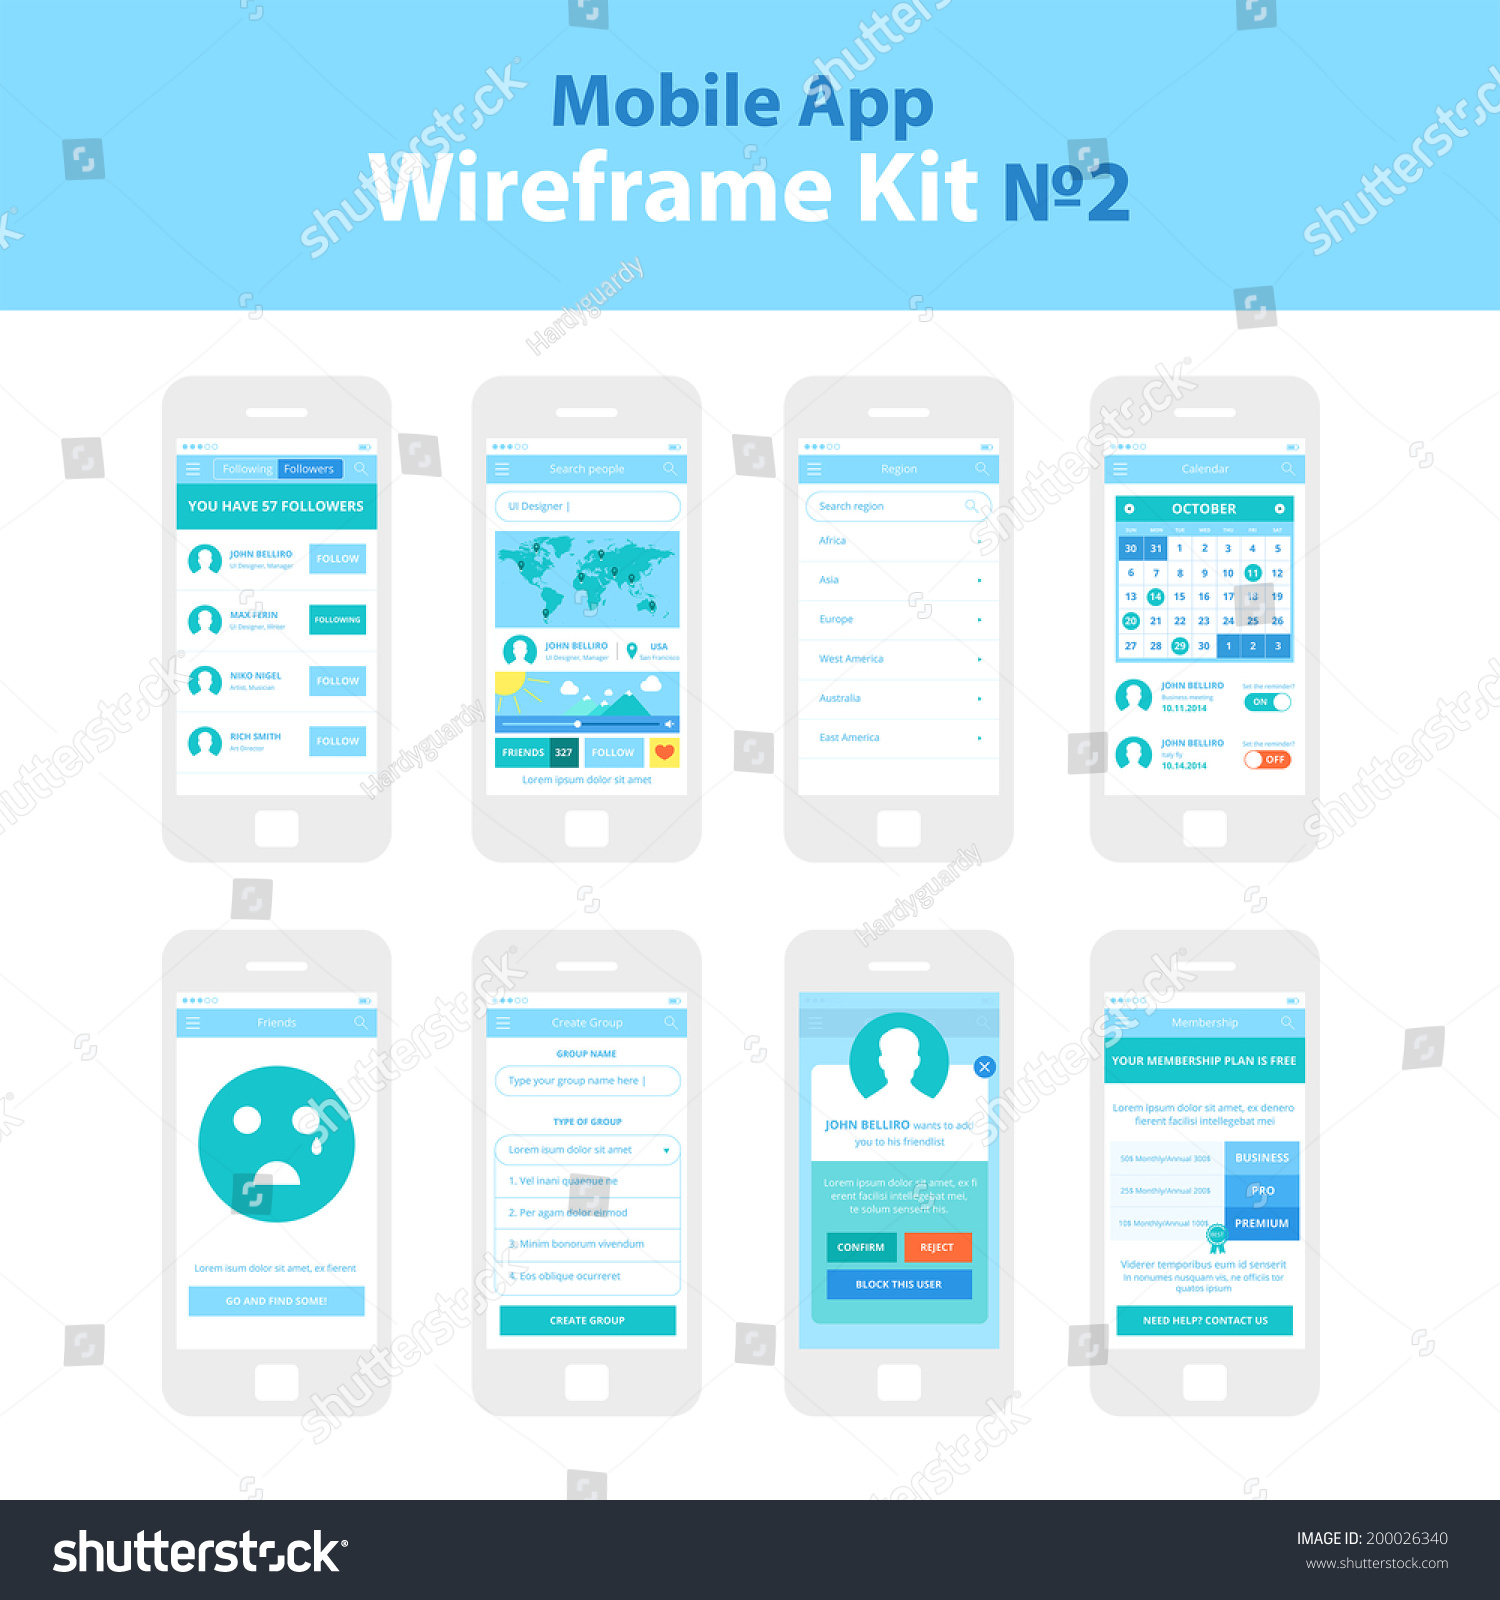 Mobile App
Wireframe Kit №2
Following Followers
YOU HAVE 57 FOLLOWERS
JOHN BELLIRO
UI Designer, Manager
FOLLOW
MAX FERIN
UI Designer, Writer
FOLLOWING
NIKO NIGEL
Artist, Musician
FOLLOW
RICH SMITH
Art Director
FOLLOW
Search people
UI Designer |
JOHN BELLIRO
UI Designer, Manager
USA
San Francisco
FRIENDS 327 FOLLOW
Lorem ipsum dolor sit amet
Region
Search region
Africa
Asia
Europe
West America
Australia
East America
Calendar
OCTOBER
SUN MON TUE WED THU FRI SAT
30 31 1 2 3 4 5
6 7 8 9 10 11 12
13 14 15 16 17 18 19
20 21 22 23 24 25 26
27 28 29 30 1 2 3
JOHN BELLIRO
Business meeting
10.11.2014
Set the reminder?
ON
JOHN BELLIRO
Italy fly
10.14.2014
Set the reminder?
OFF
Friends
Lorem isum dolor sit amet, ex fierent
GO AND FIND SOME!
Create Group
GROUP NAME
Type your group name here |
TYPE OF GROUP
Lorem isum dolor sit amet
1. Vel inani quaeque ne
2. Per agam dolor eirmod
3. Minim bonorum vivendum
4. Eos oblique ocurreret
CREATE GROUP
JOHN BELLIRO wants to add
you to his friendlist
Lorem ipsum dolor sit amet, ex fi
erent facilisi intellegebat mei,
te solum senserit his.
CONFIRM REJECT
BLOCK THIS USER
Membership
YOUR MEMBERSHIP PLAN IS FREE
Lorem ipsum dolor sit amet, ex denero
fierent facilisi intellegebat mei
50$ Monthly/Annual 300$ BUSINESS
25$ Monthly/Annual 200$ PRO
10$ Monthly/Annual 100$ PREMIUM
BEST
Viderer temporibus eum id senserit
In nonumes nusquam vis, ne officiis tor
quatos ipsum
NEED HELP? CONTACT US
shutterstock
Hardyguardy
shutterstock
IMAGE ID: 200026340
www.shutterstock.com